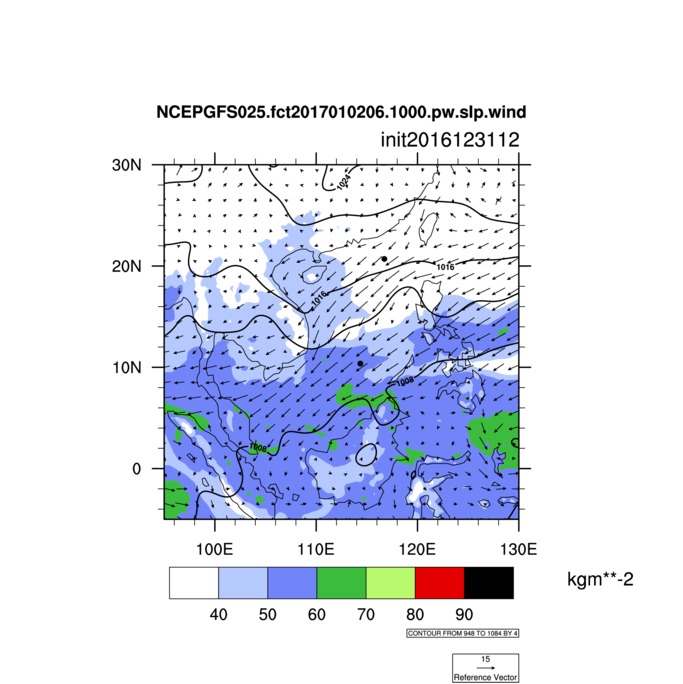 NCEPGFS025.fct2017010206.1000.pw.slp.wind
init2016123112
30N
1024
20N
1016
1016
10N
1008
1008
0
100E 110E 120E 130E
kgm**-2
40 50 60 70 80 90
CONTOUR FROM 948 TO 1084 BY 4
15
Reference Vector